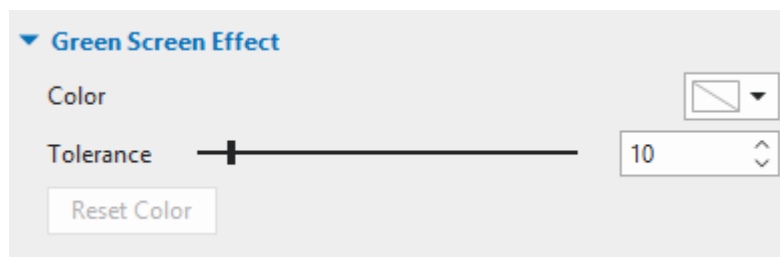 Green Screen Effect
Color
Tolerance 10
Reset Color